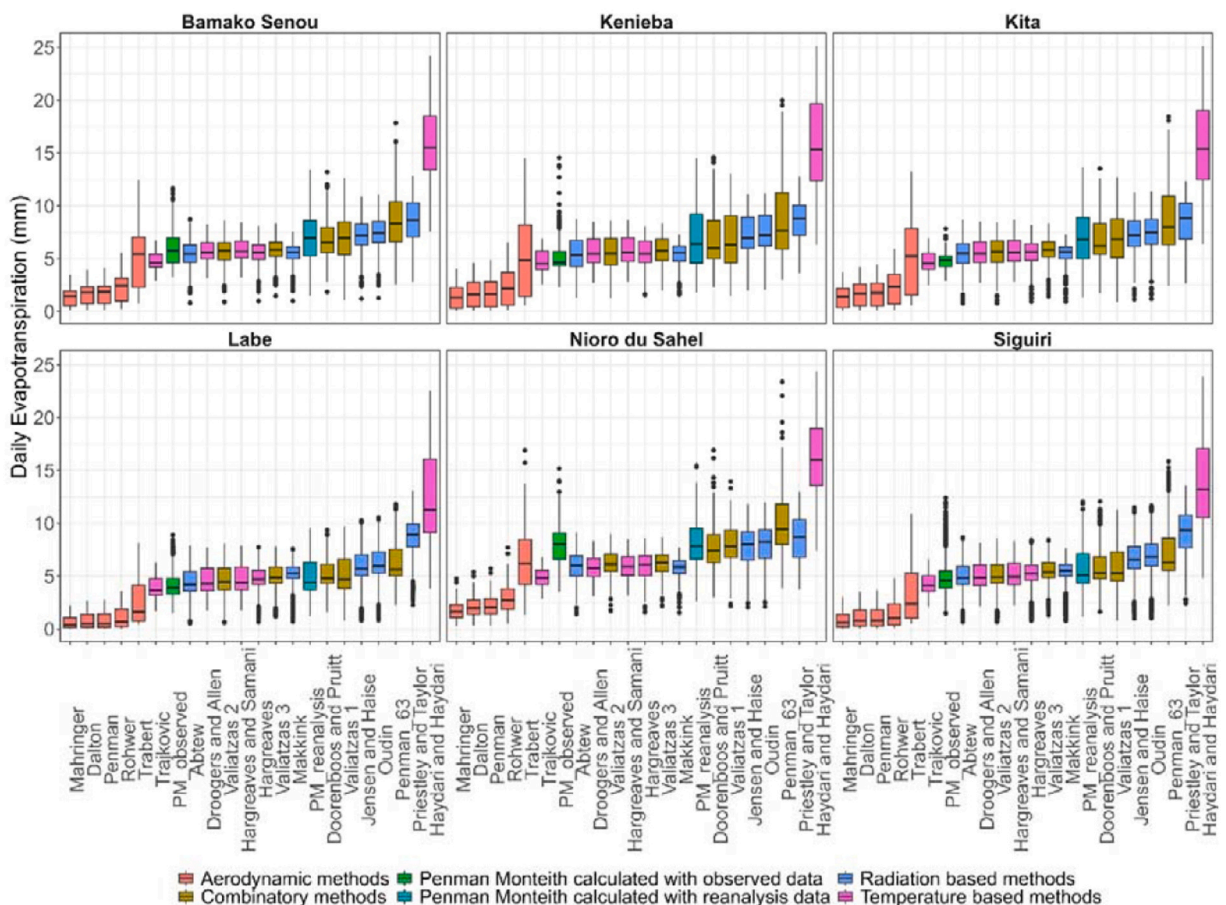 Bamako Senou
Kenieba
Kita
25
20
15
10
5
0
Labe
Nioro du Sahel
Siguiri
25
20
15
10
5
0
Daily Evapotranspiration (mm)
Mahringer
Dalton
Penman
Rohwer
Trabert
Trajkovic
PM_observed
Abtew
Droogers and Allen
Valiatzas 2
Hargreaves and Samani
Hargreaves
Valiatzas 3
Makkink
PM_reanalysis
Doorenboos and Pruitt
Valiatzas 1
Jensen and Haise
Oudin
Penman_63
Priestley and Taylor
Haydari and Haydari
Mahringer
Dalton
Penman
Rohwer
Trabert
Trajkovic
PM_observed
Abtew
Droogers and Allen
Valiatzas 2
Hargreaves and Samani
Hargreaves
Valiatzas 3
Makkink
PM_reanalysis
Doorenboos and Pruitt
Valiatzas 1
Jensen and Haise
Oudin
Penman_63
Priestley and Taylor
Haydari and Haydari
Mahringer
Dalton
Penman
Rohwer
Trabert
Trajkovic
PM_observed
Abtew
Droogers and Allen
Valiatzas 2
Hargreaves and Samani
Hargreaves
Valiatzas 3
Makkink
PM_reanalysis
Doorenboos and Pruitt
Valiatzas 1
Jensen and Haise
Oudin
Penman_63
Priestley and Taylor
Haydari and Haydari
Aerodynamic methods
Penman Monteith calculated with observed data
Radiation based methods
Combinatory methods
Penman Monteith calculated with reanalysis data
Temperature based methods